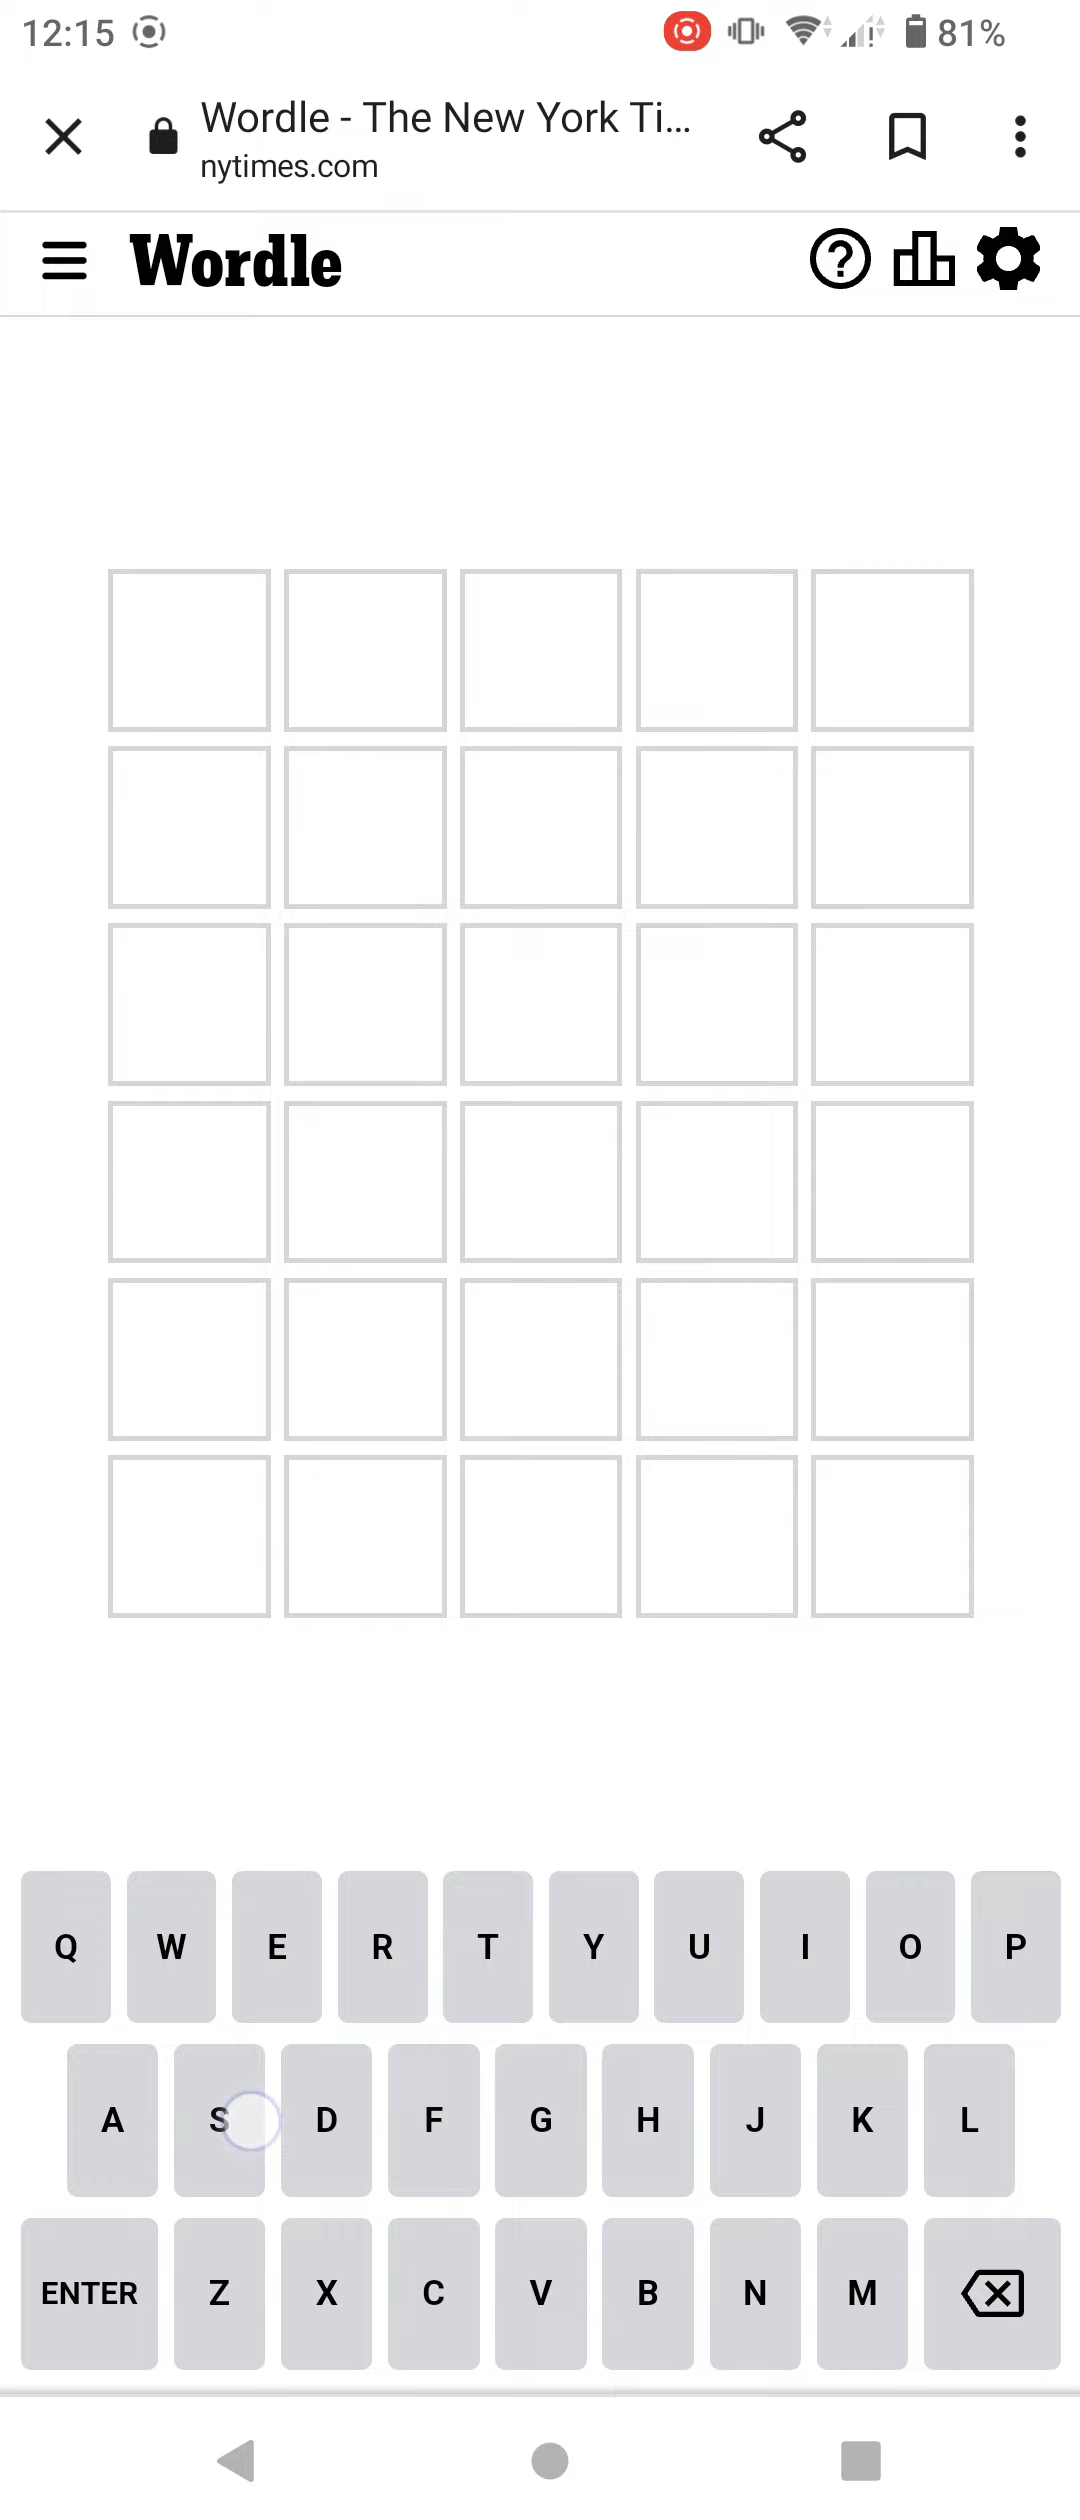 12:15 81%
Wordle - The New York Ti...
nytimes.com
Wordle
Q W E R T Y U I O P
A S D F G H J K L
ENTER Z X C V B N M